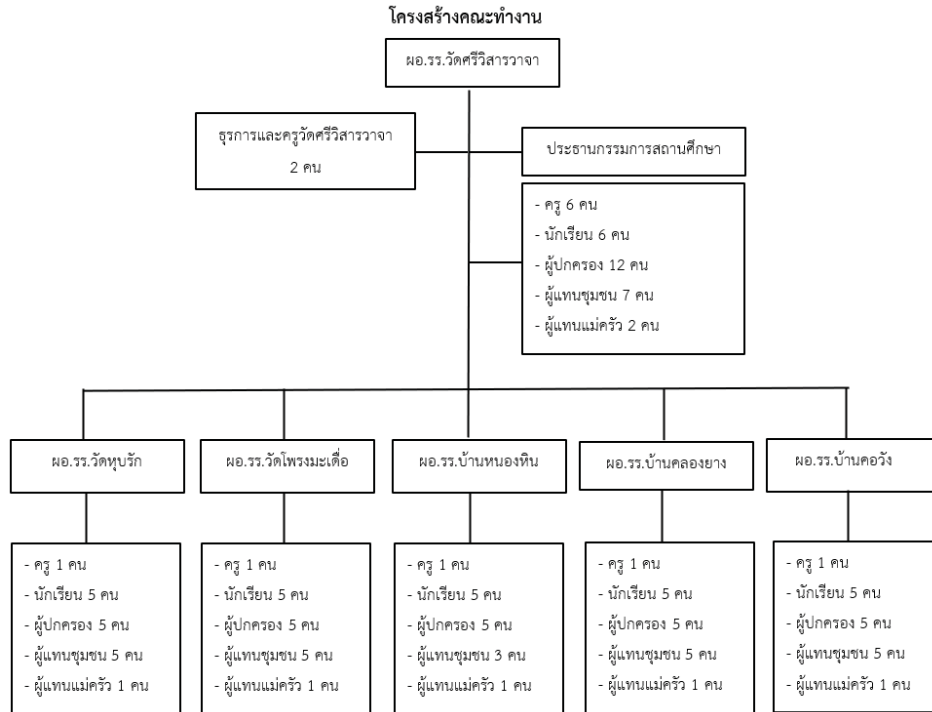 โครงสร้างคณะทำงาน
ผอ.รร.วัดศรีวิสารวาจา
ธุรการและครูวัดศรีวิสารวาจา
2 คน
ประธานกรรมการสถานศึกษา
- ครู 6 คน
- นักเรียน 6 คน
- ผู้ปกครอง 12 คน
- ผู้แทนชุมชน 7 คน
- ผู้แทนแม่ครัว 2 คน
ผอ.รร.วัดหุบรัก
ผอ.รร.วัดโพรงมะเดื่อ
ผอ.รร.บ้านหนองหิน
ผอ.รร.บ้านคลองยาง
ผอ.รร.บ้านคอวัง
- ครู 1 คน
- นักเรียน 5 คน
- ผู้ปกครอง 5 คน
- ผู้แทนชุมชน 5 คน
- ผู้แทนแม่ครัว 1 คน
- ครู 1 คน
- นักเรียน 5 คน
- ผู้ปกครอง 5 คน
- ผู้แทนชุมชน 5 คน
- ผู้แทนแม่ครัว 1 คน
- ครู 1 คน
- นักเรียน 5 คน
- ผู้ปกครอง 5 คน
- ผู้แทนชุมชน 3 คน
- ผู้แทนแม่ครัว 1 คน
- ครู 1 คน
- นักเรียน 5 คน
- ผู้ปกครอง 5 คน
- ผู้แทนชุมชน 5 คน
- ผู้แทนแม่ครัว 1 คน
- ครู 1 คน
- นักเรียน 5 คน
- ผู้ปกครอง 5 คน
- ผู้แทนชุมชน 5 คน
- ผู้แทนแม่ครัว 1 คน